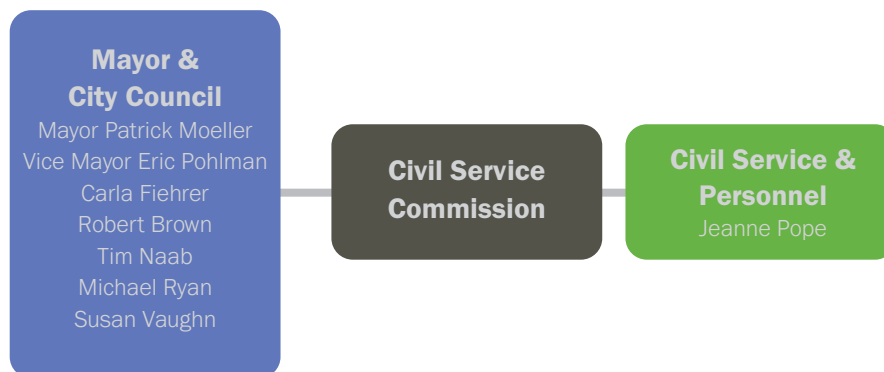 Mayor &
City Council
Mayor Patrick Moeller
Vice Mayor Eric Pohlman
Carla Fiehrer
Robert Brown
Tim Naab
Michael Ryan
Susan Vaughn
Civil Service
Commission
Civil Service &
Personnel
Jeanne Pope